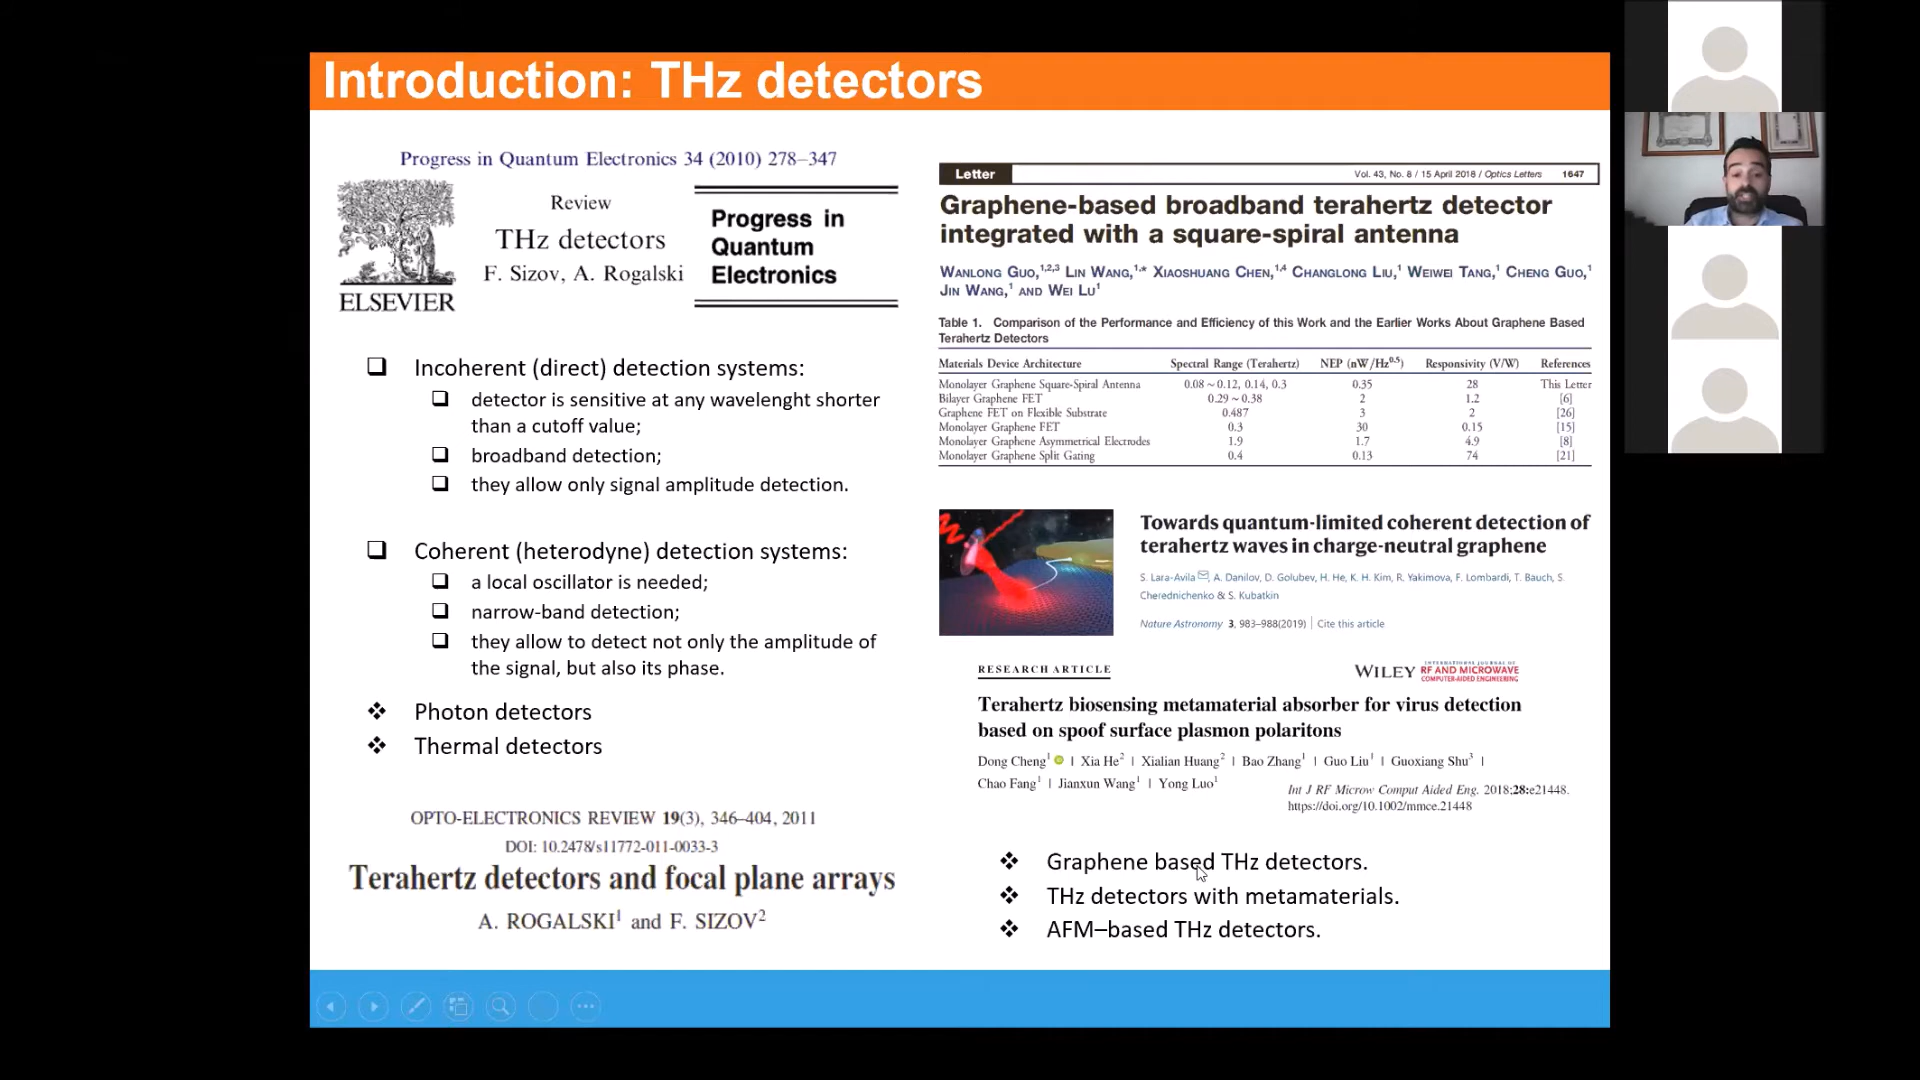 Introduction: THz detectors
Progress in Quantum Electronics 34 (2010) 278–347
Review
THz detectors
F. Sizov, A. Rogalski
ELSEVIER
Progress in
Quantum
Electronics
❑ Incoherent (direct) detection systems:
❑ detector is sensitive at any wavelenght shorter
than a cutoff value;
❑ broadband detection;
❑ they allow only signal amplitude detection.
❑ Coherent (heterodyne) detection systems:
❑ a local oscillator is needed;
❑ narrow-band detection;
❑ they allow to detect not only the amplitude of
the signal, but also its phase.
❖ Photon detectors
❖ Thermal detectors
OPTO-ELECTRONICS REVIEW 19(3), 346–404, 2011
DOI: 10.2478/s11772-011-0033-3
Terahertz detectors and focal plane arrays
A. ROGALSKI1 and F. SIZOV2
Letter Vol. 43, No. 8 / 15 April 2018 / Optics Letters 1647
Graphene-based broadband terahertz detector
integrated with a square-spiral antenna
WANLONG GUO,1,2,3 LIN WANG,1,* XIAOSHUANG CHEN,1,4 CHANGLONG LIU,1 WEIWEI TANG,1 CHENG GUO,1
JIN WANG,1 AND WEI LU1
Table 1. Comparison of the Performance and Efficiency of this Work and the Earlier Works About Graphene Based
Terahertz Detectors
Materials Device Architecture Spectral Range (Terahertz) NEP (nW/Hz0.5) Responsivity (V/W) References
Monolayer Graphene Square-Spiral Antenna 0.08 ~ 0.12, 0.14, 0.3 0.35 28 This Letter
Bilayer Graphene FET 0.29 ~ 0.38 2 1.2 [6]
Graphene FET on Flexible Substrate 0.487 3 2 [26]
Monolayer Graphene FET 0.3 30 0.15 [15]
Monolayer Graphene Asymmetrical Electrodes 1.9 1.7 4.9 [8]
Monolayer Graphene Split Gating 0.4 0.13 74 [21]
Towards quantum-limited coherent detection of
terahertz waves in charge-neutral graphene
S. Lara-Avila, A. Danilov, D. Golubev, H. He, K. H. Kim, R. Yakimova, F. Lombardi, T. Bauch, S.
Cherednichenko & S. Kubatkin
Nature Astronomy 3, 983–988(2019) | Cite this article
RESEARCH ARTICLE
WILEY
INTERNATIONAL JOURNAL OF
RF AND MICROWAVE
COMPUTER-AIDED ENGINEERING
Terahertz biosensing metamaterial absorber for virus detection
based on spoof surface plasmon polaritons
Dong Cheng1 | Xia He2 | Xialian Huang2 | Bao Zhang1 | Guo Liu1 | Guoxiang Shu3 |
Chao Fang1 | Jianxun Wang1 | Yong Luo1
Int J RF Microw Comput Aided Eng. 2018;28:e21448.
https://doi.org/10.1002/mmce.21448
❖ Graphene based THz detectors.
❖ THz detectors with metamaterials.
❖ AFM–based THz detectors.